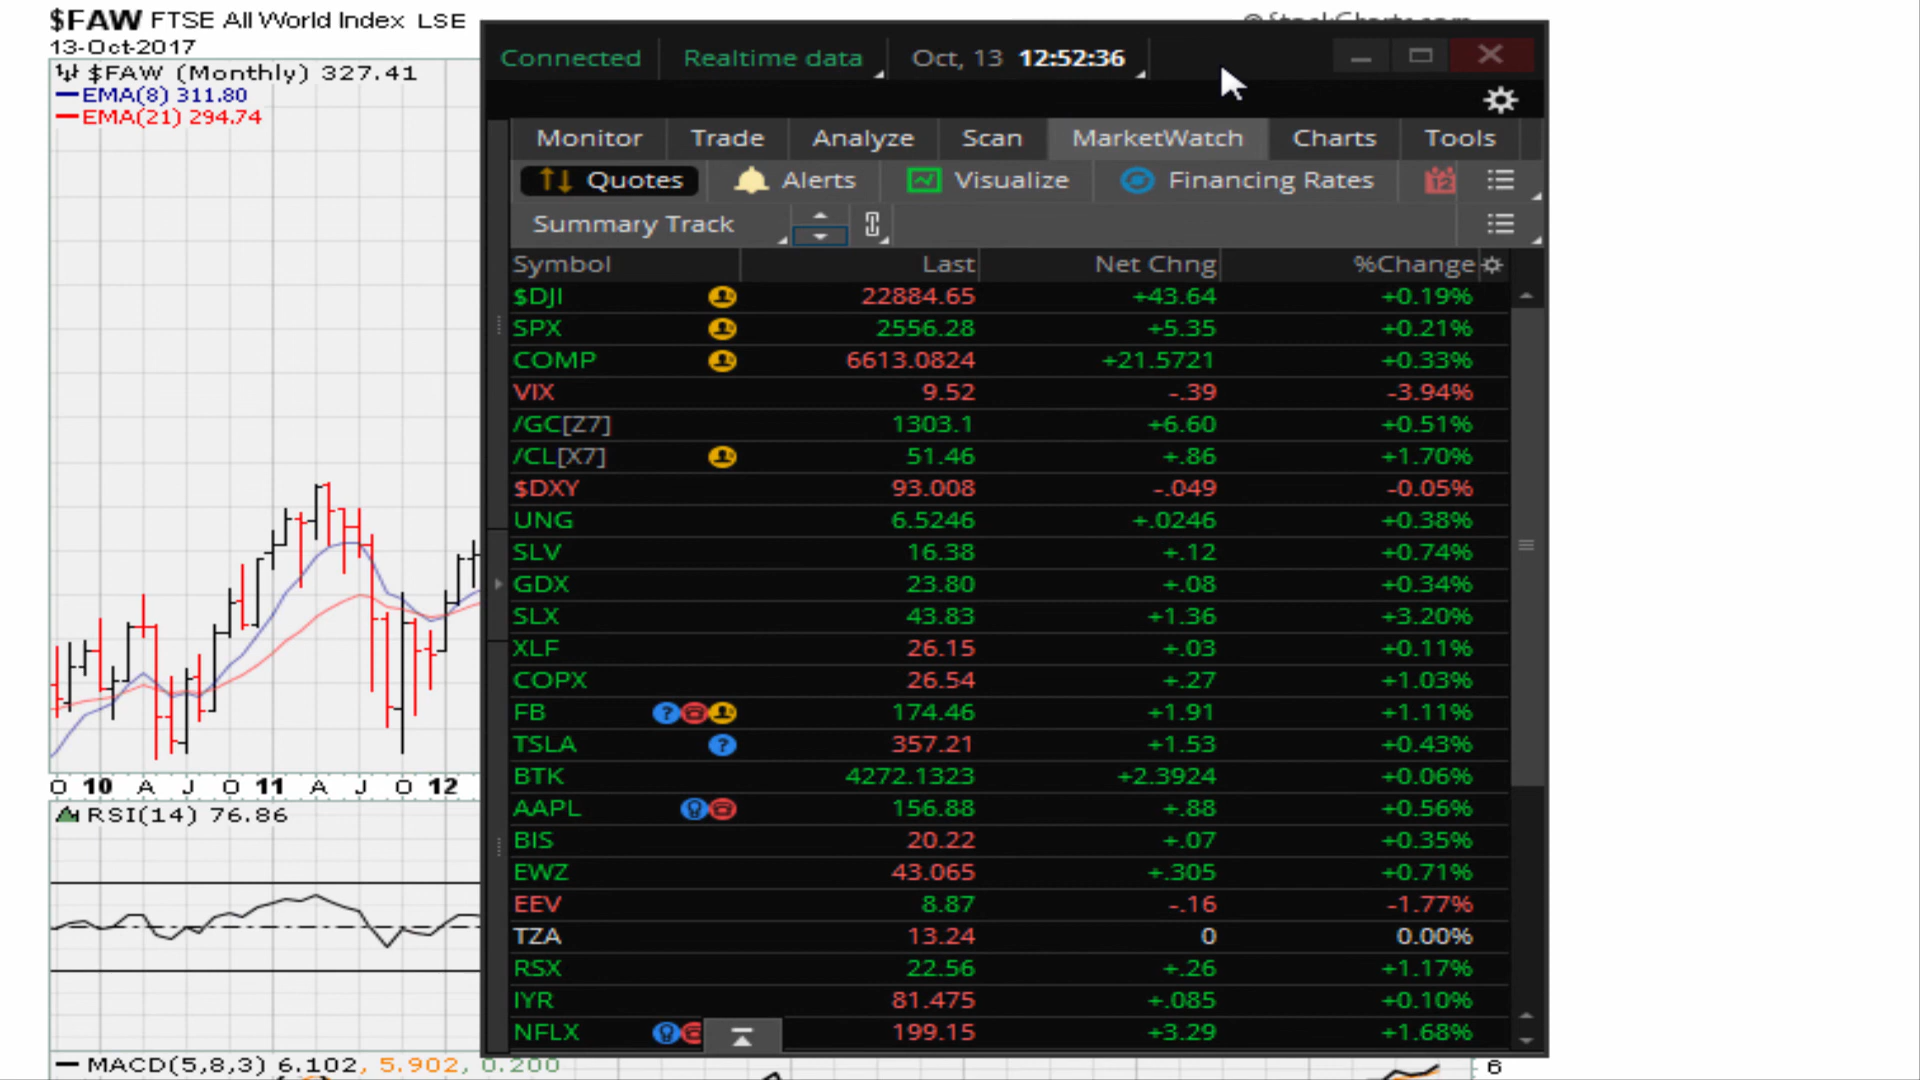 $FAW FTSE All World Index LSE
13-Oct-2017
$FAW (Monthly) 327.41
EMA(8) 311.80
EMA(21) 294.74
Connected Realtime data Oct, 13 12:52:36
Monitor Trade Analyze Scan MarketWatch Charts Tools
Quotes Alerts Visualize Financing Rates 12
Summary Track
Symbol Last Net Chng %Change
$DJI 22884.65 +43.64 +0.19%
SPX 2556.28 +5.35 +0.21%
COMP 6613.0824 +21.5721 +0.33%
VIX 9.52 -.39 -3.94%
/GC[Z7] 1303.1 +6.60 +0.51%
/CL[X7] 51.46 +.86 +1.70%
$DXY 93.008 -.049 -0.05%
UNG 6.5246 +.0246 +0.38%
SLV 16.38 +.12 +0.74%
GDX 23.80 +.08 +0.34%
SLX 43.83 +1.36 +3.20%
XLF 26.15 +.03 +0.11%
COPX 26.54 +.27 +1.03%
FB ? 174.46 +1.91 +1.11%
TSLA ? 357.21 +1.53 +0.43%
BTK 4272.1323 +2.3924 +0.06%
AAPL 156.88 +.88 +0.56%
BIS 20.22 +.07 +0.35%
EWZ 43.065 +.305 +0.71%
EEV 8.87 -.16 -1.77%
TZA 13.24 0 0.00%
RSX 22.56 +.26 +1.17%
IYR 81.475 +.085 +0.10%
NFLX 199.15 +3.29 +1.68%
O 10 A J O 11 A J O 12
RSI(14) 76.86
MACD(5,8,3) 6.102, 5.902, 0.200
6